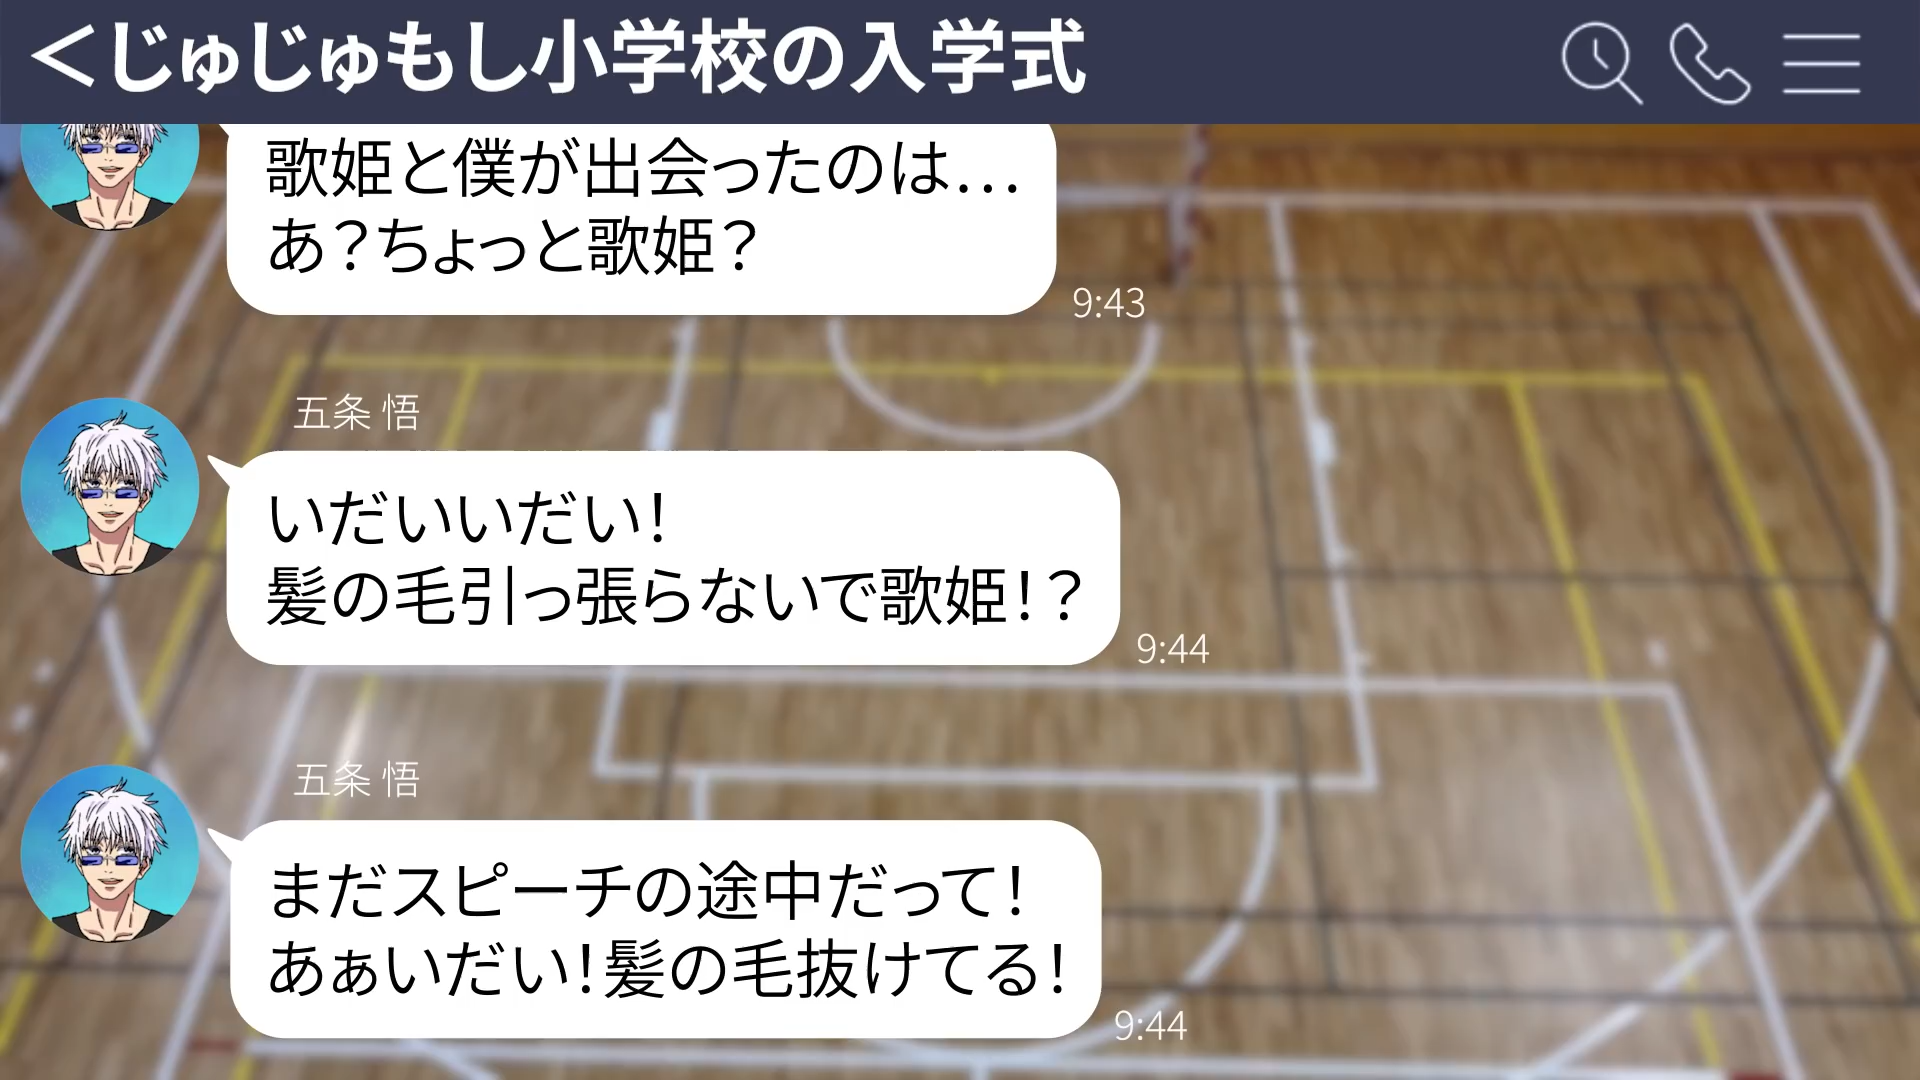 ＜じゅじゅもし小学校の入学式
歌姫と僕が出会ったのは…
あ？ちょっと歌姫？
9:43
五条 悟
いだいいだい！
髪の毛引っ張らないで歌姫！？
9:44
五条 悟
まだスピーチの途中だって！
あぁいだい！髪の毛抜けてる！
9:44